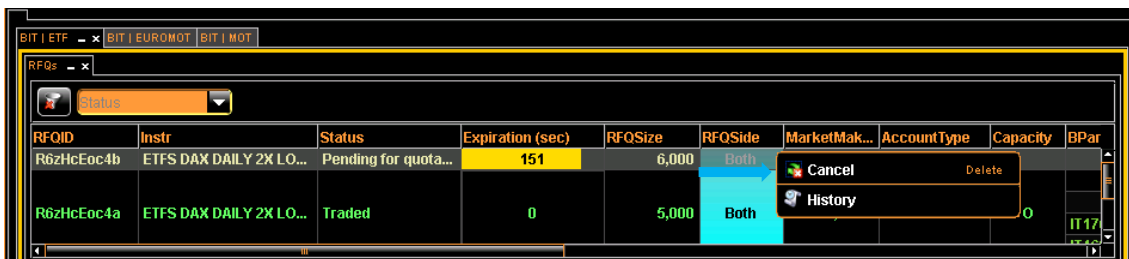 BIT | ETF BIT | EUROMOT BIT | MOT
RFQs
Status
RFQID Instr Status Expiration (sec) RFQSize RFQSide MarketMak... AccountType Capacity BPar
R6zHcEoc4b ETFS DAX DAILY 2X LO... Pending for quota... 151 6,000 Both
Cancel Delete
History
R6zHcEoc4a ETFS DAX DAILY 2X LO... Traded 0 5,000 Both O